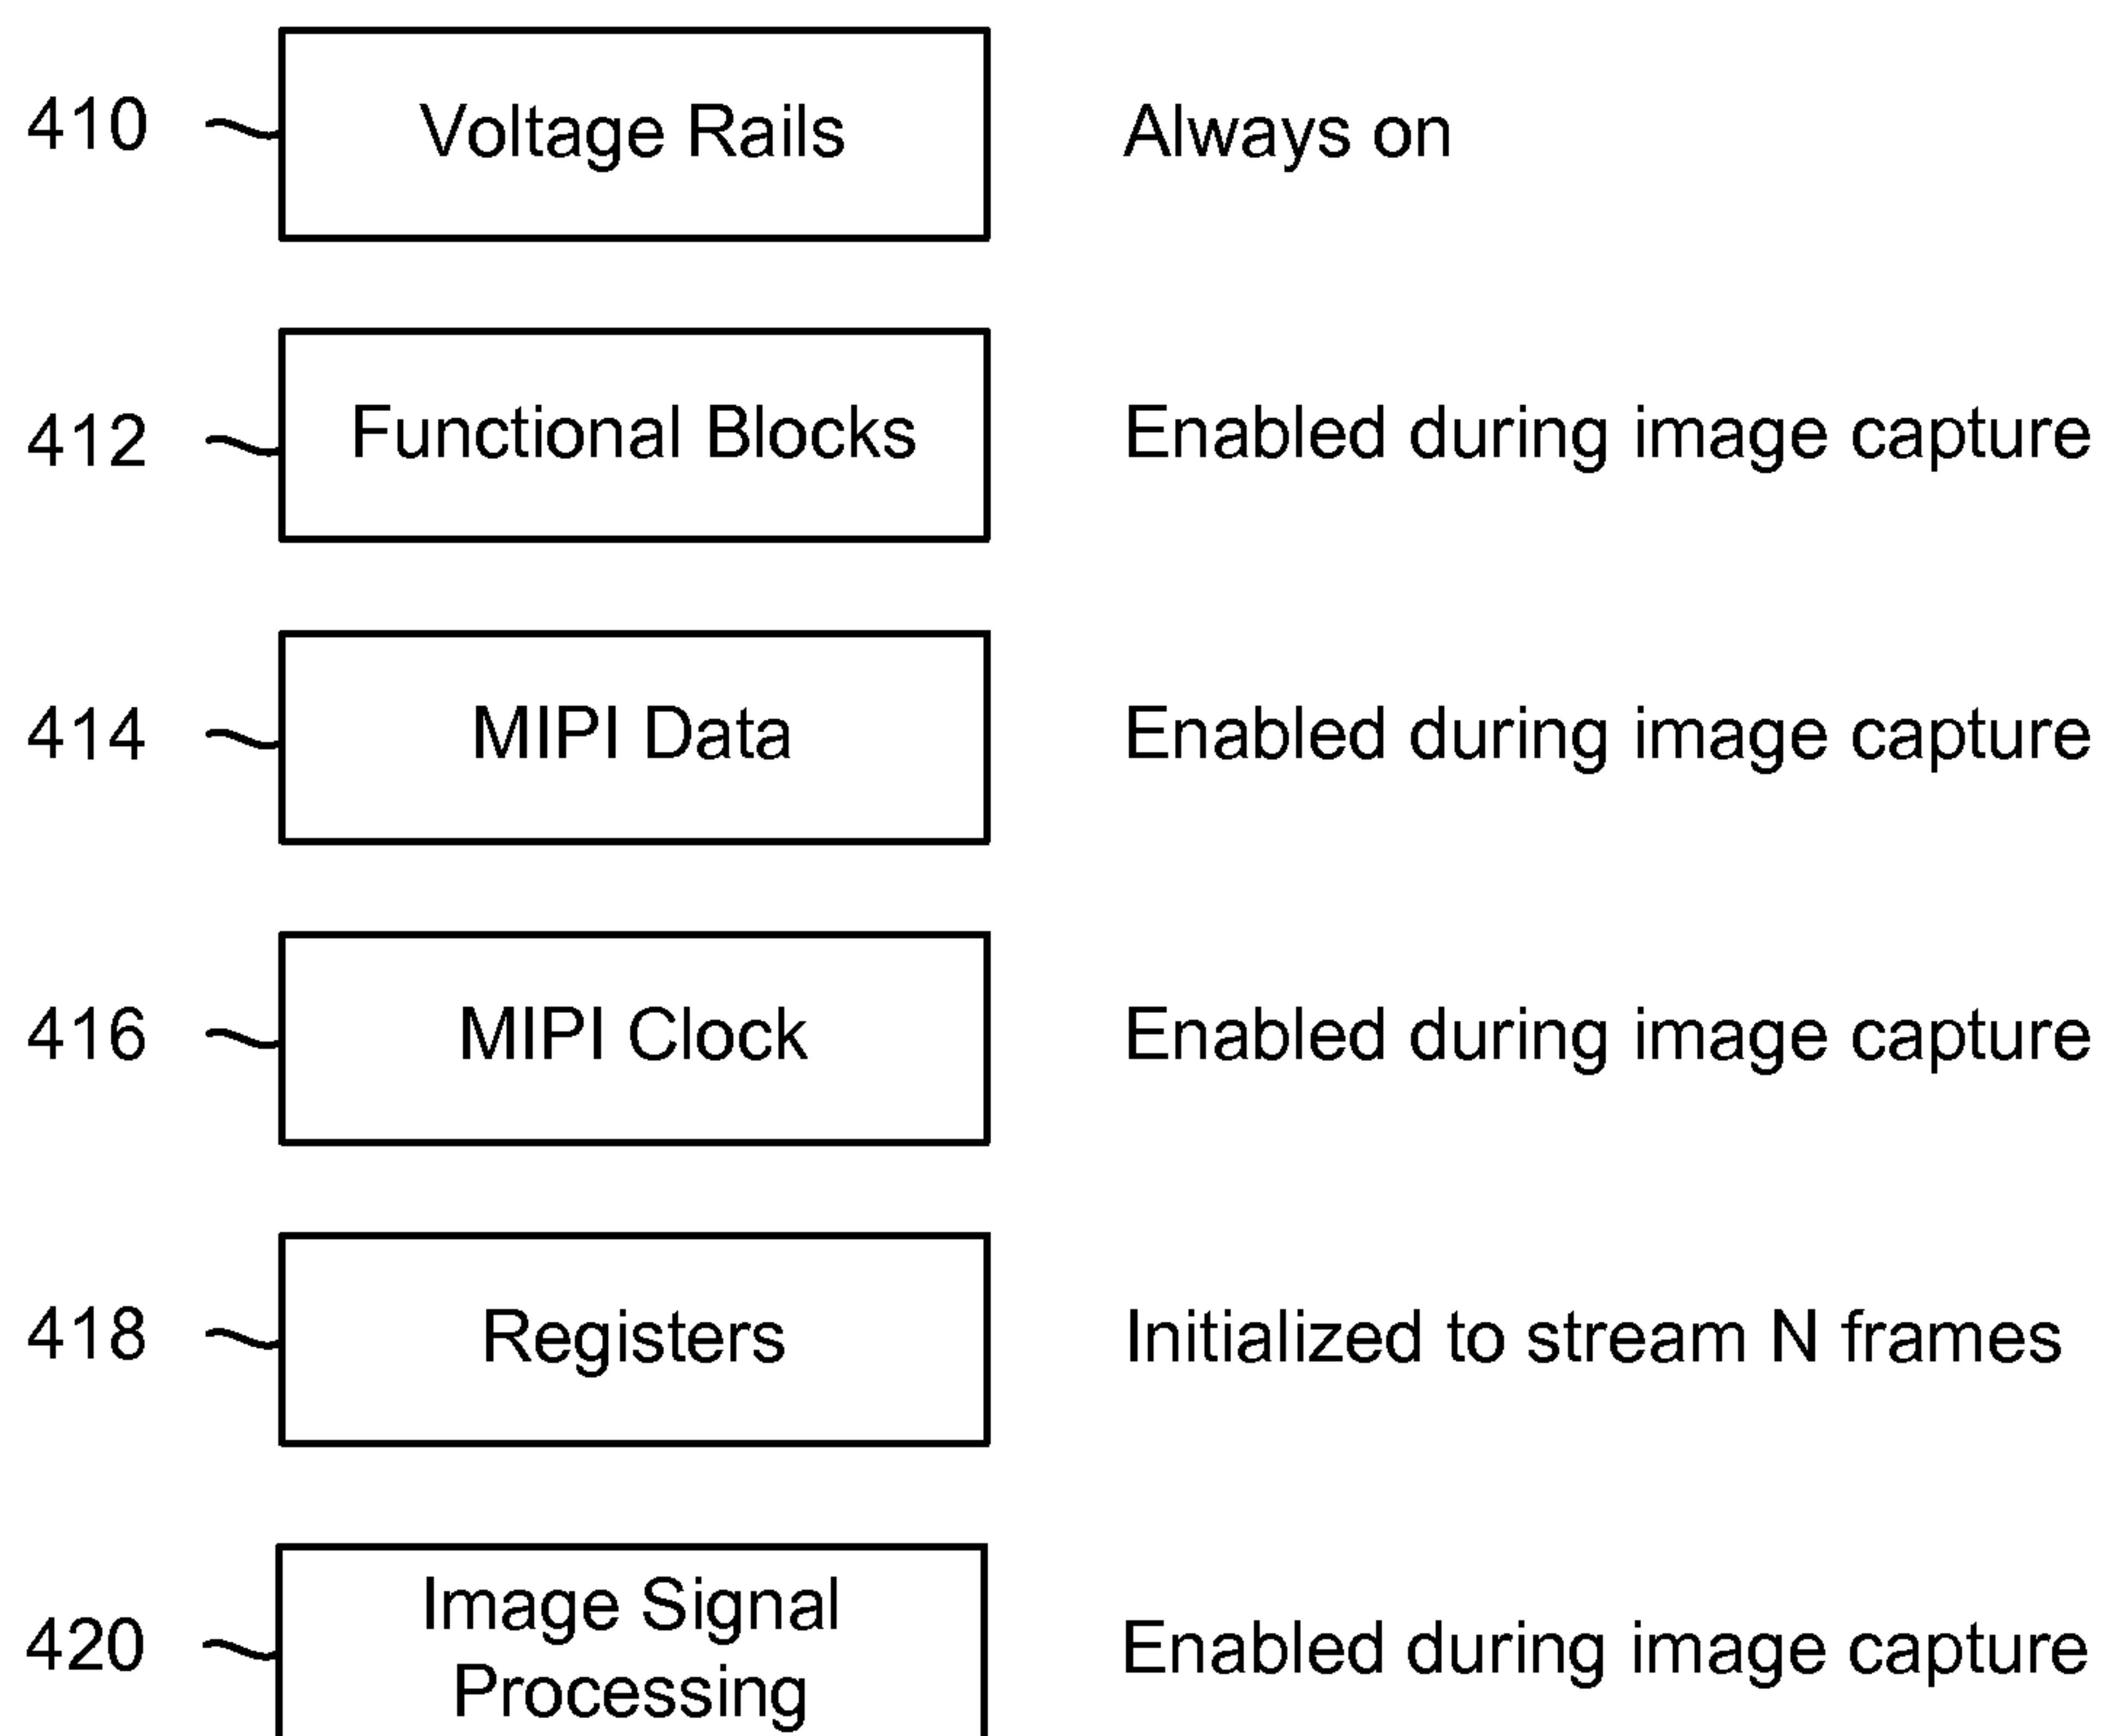 410 Voltage Rails Always on
412 Functional Blocks Enabled during image capture
414 MIPI Data Enabled during image capture
416 MIPI Clock Enabled during image capture
418 Registers Initialized to stream N frames
Image Signal
420 Processing Enabled during image capture